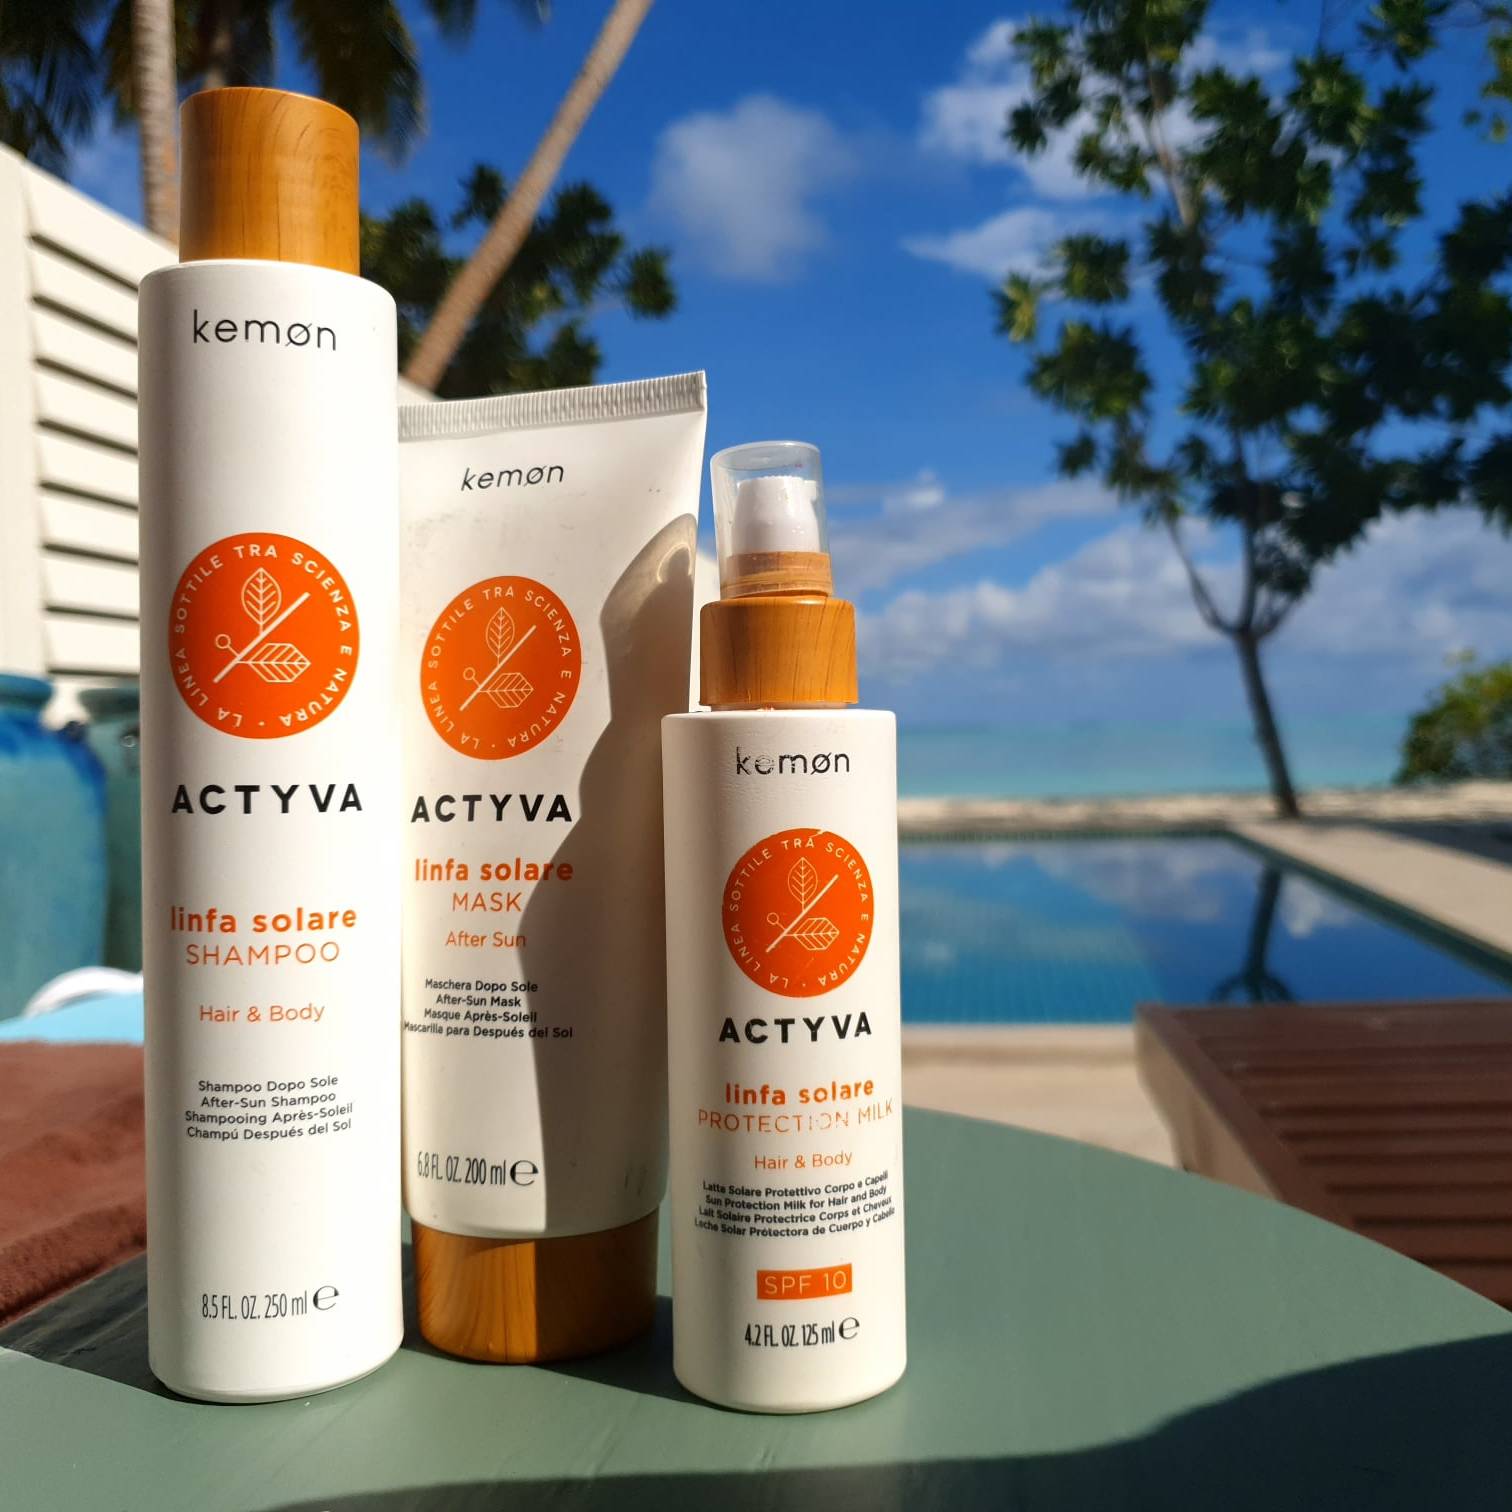 kemøn
LA LINEA SOTTILE TRA SCIENZA E NATURA •
ACTYVA
linfa solare
SHAMPOO
Hair & Body
Shampoo Dopo Sole
After-Sun Shampoo
Shampooing Après-Soleil
Champú Después del Sol
8.5 FL. OZ. 250 ml ℮
kemøn
LA LINEA SOTTILE TRA SCIENZA E NATURA •
ACTYVA
linfa solare
MASK
After Sun
Maschera Dopo Sole
After-Sun Mask
Masque Après-Soleil
Mascarilla para Después del Sol
6.8 FL. OZ. 200 ml ℮
kemøn
LA LINEA SOTTILE TRA SCIENZA E NATURA •
ACTYVA
linfa solare
PROTECTION MILK
Hair & Body
Latte Solare Protettivo Corpo e Capelli
Sun Protection Milk for Hair and Body
Lait Solaire Protectrice Corps et Cheveux
Leche Solar Protectora de Cuerpo y Cabello
SPF 10
4.2 FL. OZ. 125 ml ℮